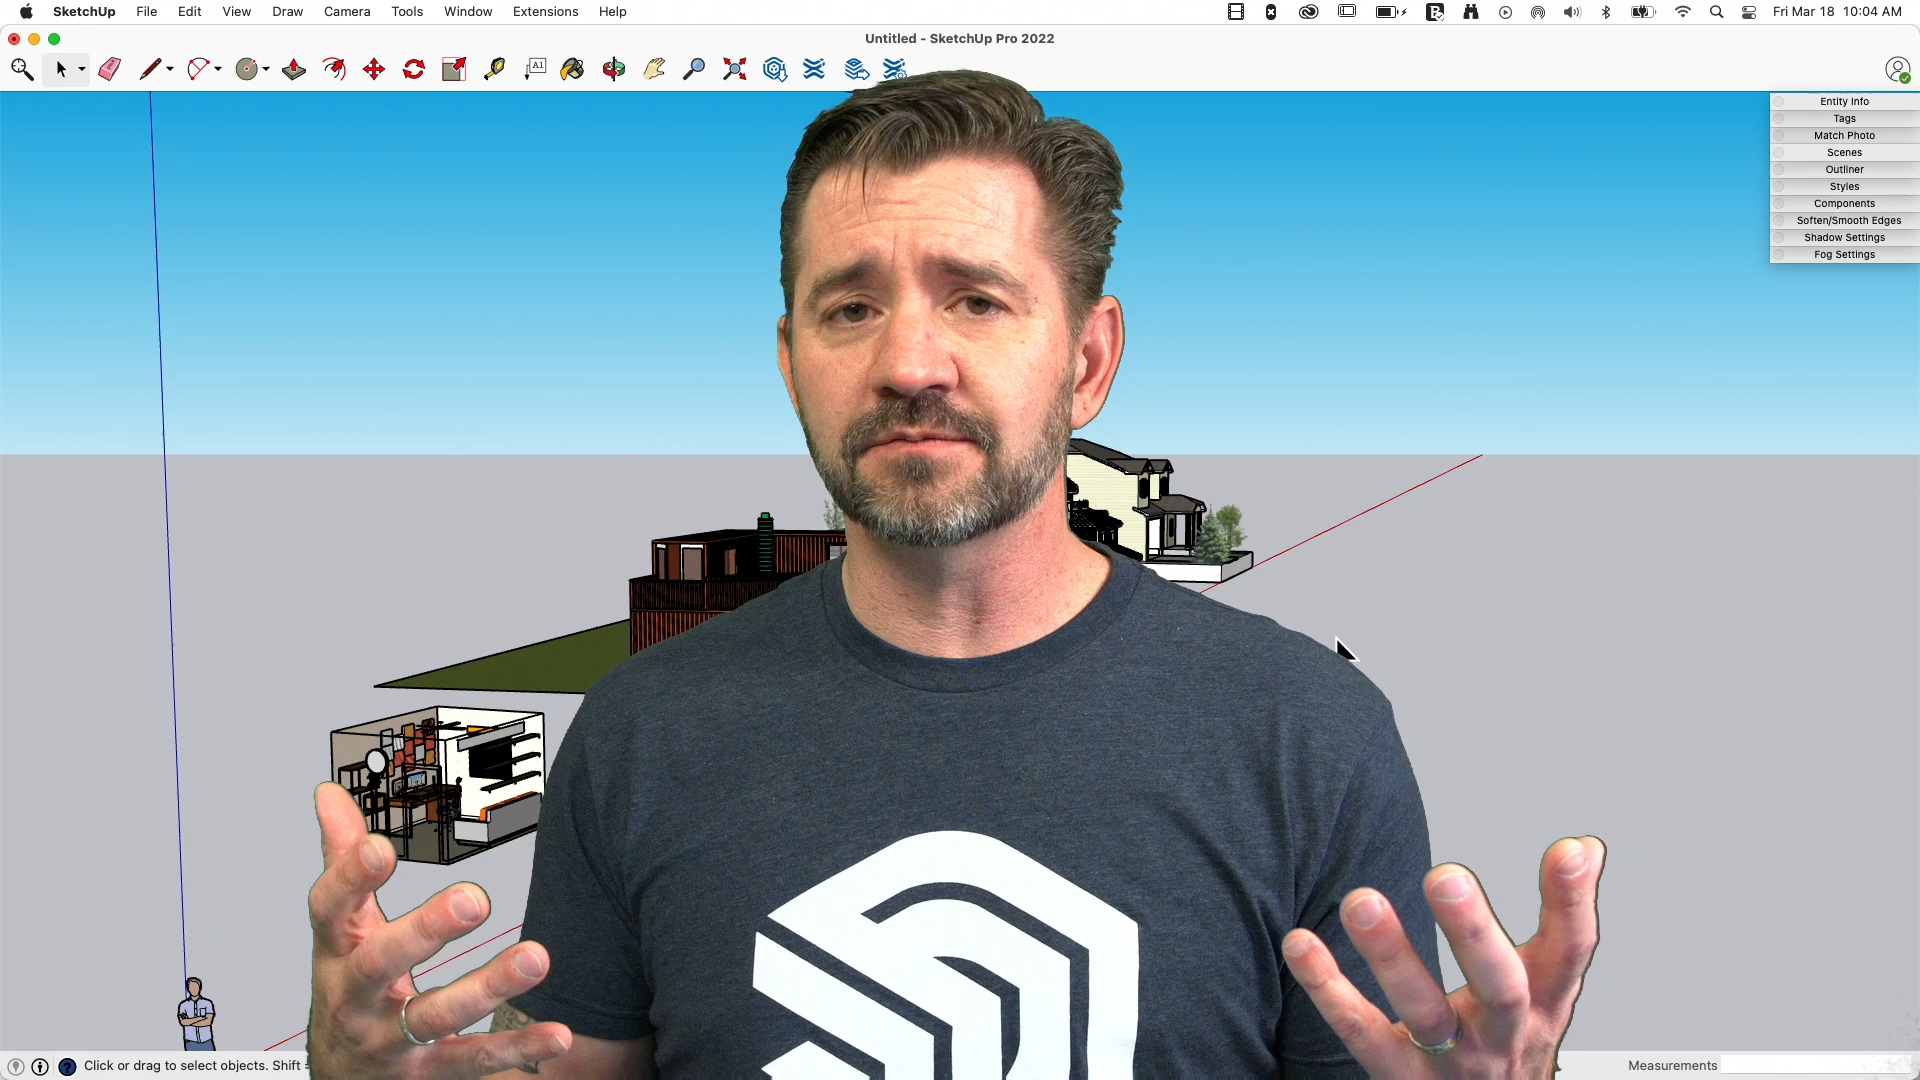 SketchUp File Edit View Draw Camera Tools Window Extensions Help Fri Mar 18 10:04 AM
Untitled - SketchUp Pro 2022
A1
Entity Info
Tags
Match Photo
Scenes
Outliner
Styles
Components
Soften/Smooth Edges
Shadow Settings
Fog Settings
Click or drag to select objects. Shift =
Measurements